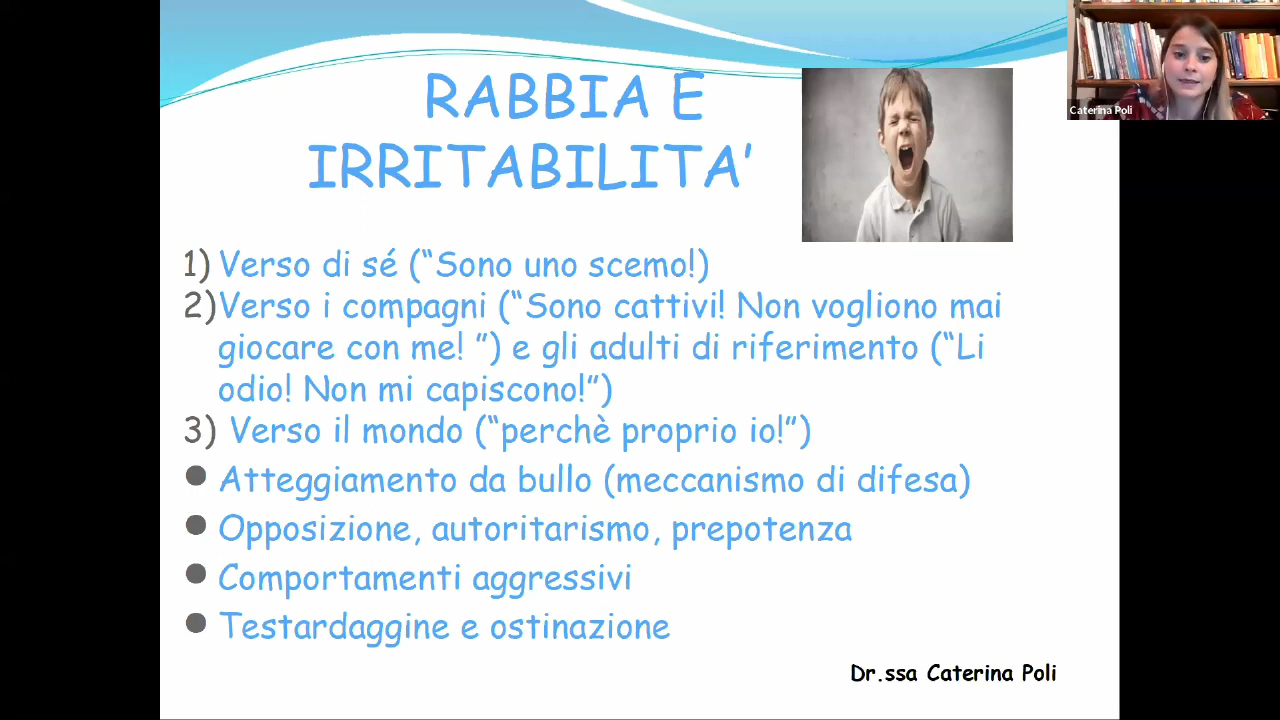 RABBIA E
IRRITABILITA’
1) Verso di sé (“Sono uno scemo!)
2)Verso i compagni (“Sono cattivi! Non vogliono mai
giocare con me! ”) e gli adulti di riferimento (“Li
odio! Non mi capiscono!”)
3) Verso il mondo (“perchè proprio io!”)
● Atteggiamento da bullo (meccanismo di difesa)
● Opposizione, autoritarismo, prepotenza
● Comportamenti aggressivi
● Testardaggine e ostinazione
Dr.ssa Caterina Poli
Caterina Poli